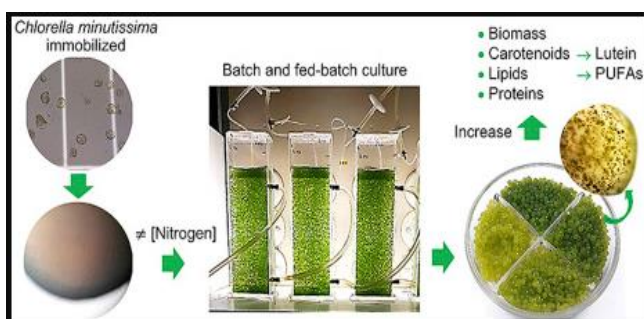 Chlorella minutissima
immobilized
≠ [Nitrogen]
Batch and fed-batch culture
• Biomass
• Carotenoids → Lutein
• Lipids → PUFAs
• Proteins
Increase